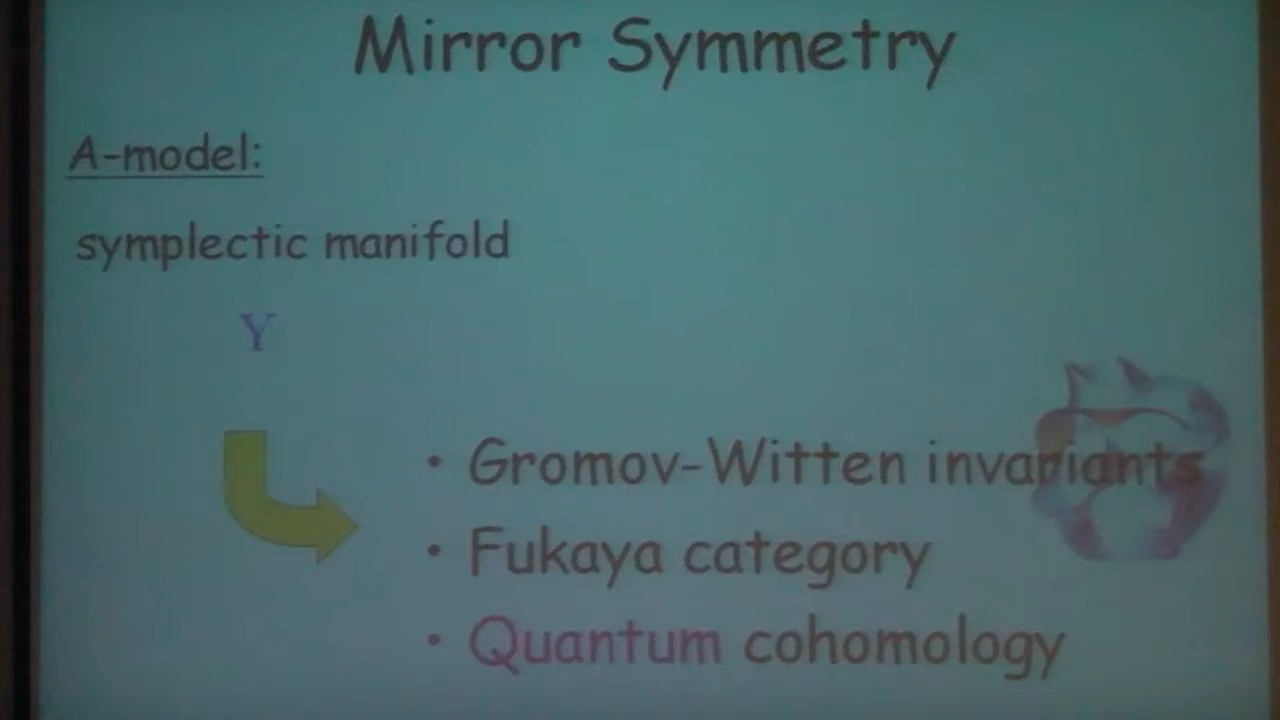 Mirror Symmetry
A-model:
symplectic manifold
Y
• Gromov-Witten invariants
• Fukaya category
• Quantum cohomology